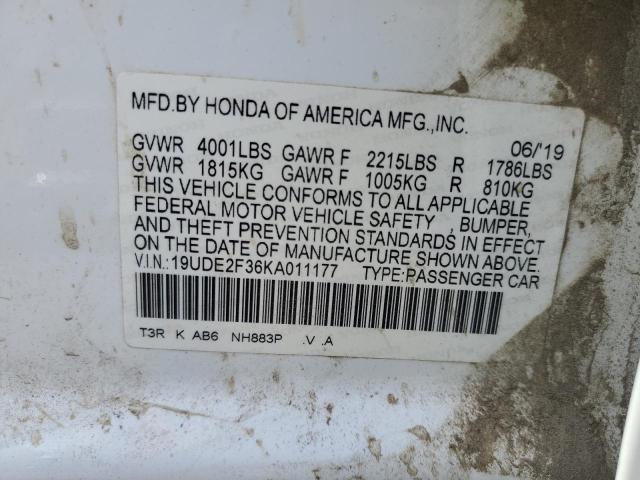 MFD.BY HONDA OF AMERICA MFG.,INC.
06/'19
GVWR 4001LBS GAWR F 2215LBS R 1786LBS
GVWR 1815KG GAWR F 1005KG R 810KG
THIS VEHICLE CONFORMS TO ALL APPLICABLE
FEDERAL MOTOR VEHICLE SAFETY , BUMPER,
AND THEFT PREVENTION STANDARDS IN EFFECT
ON THE DATE OF MANUFACTURE SHOWN ABOVE.
V.I.N.:19UDE2F36KA011177 TYPE:PASSENGER CAR
T3R K AB6 NH883P .V .A